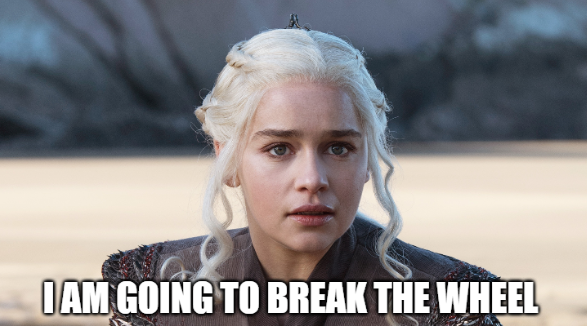 I AM GOING TO BREAK THE WHEEL